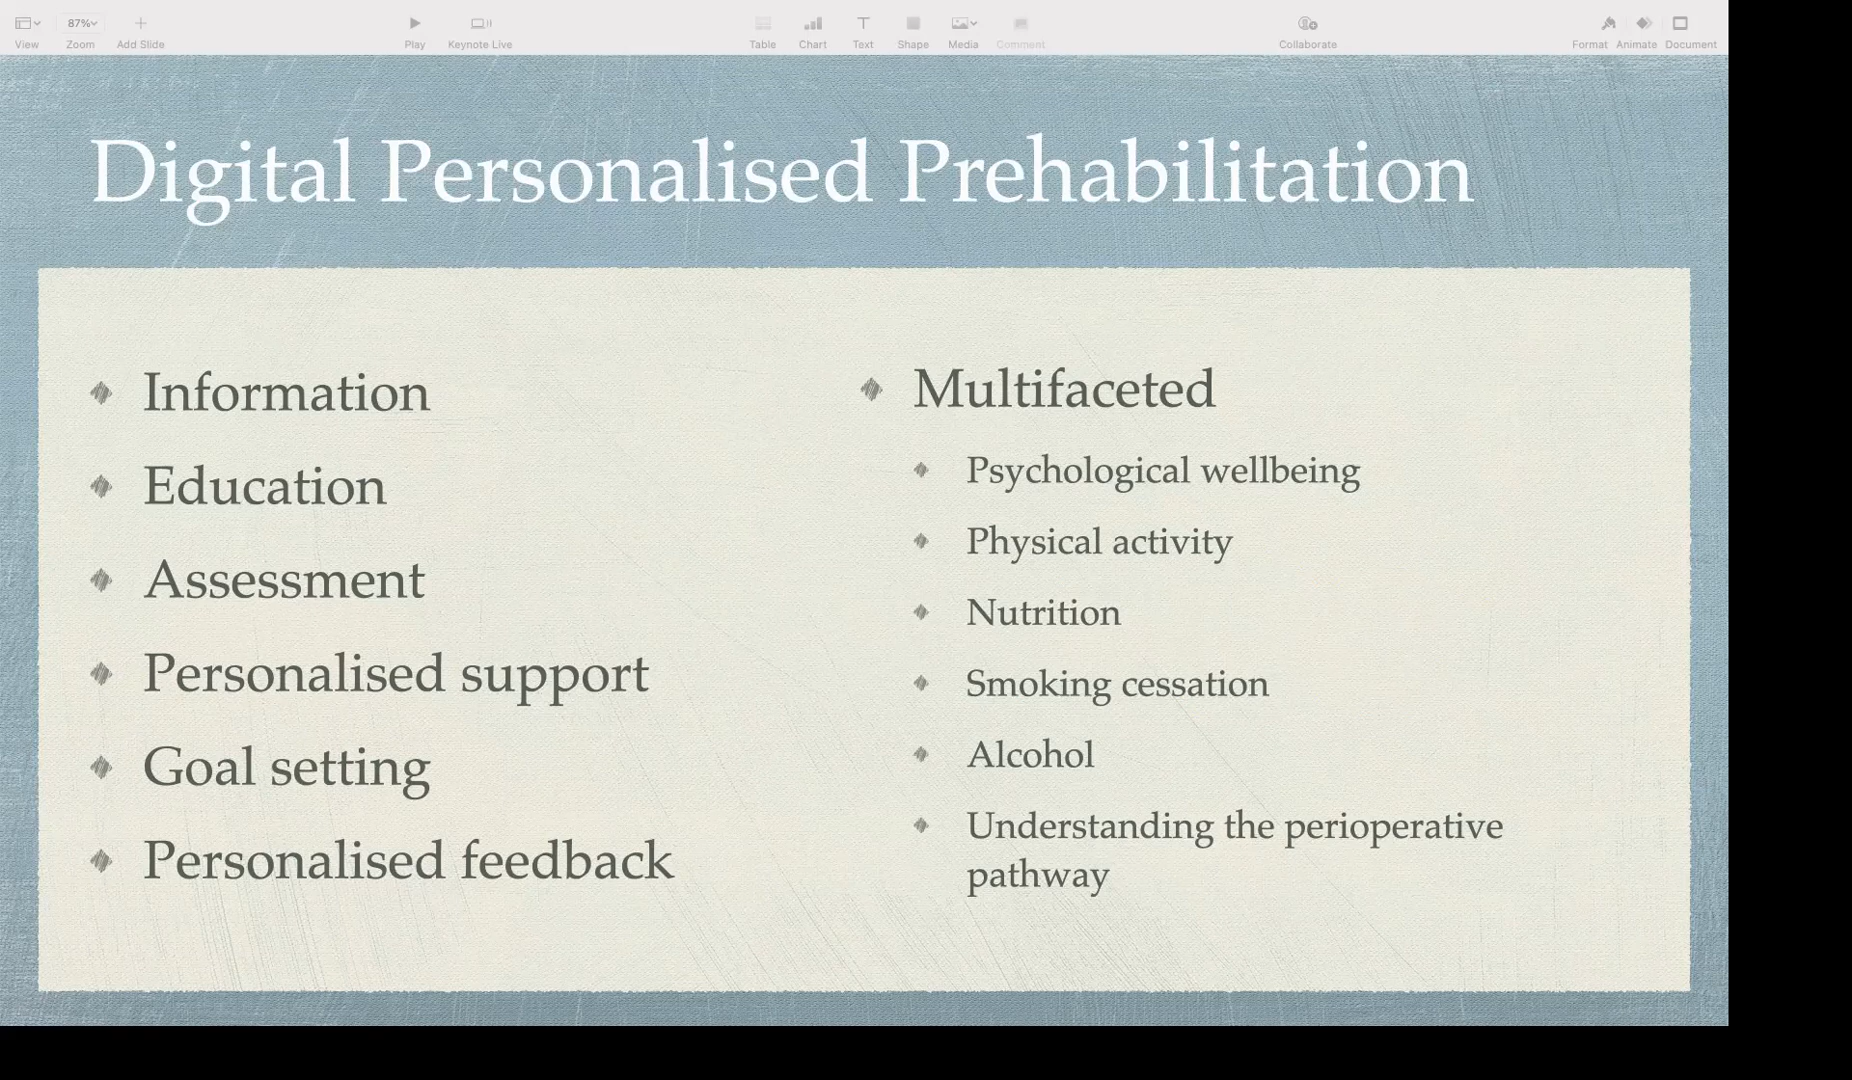 87%
View
Zoom
Add Slide
Play
Keynote Live
Table
Chart
Text
Shape
Media
Comment
Collaborate
Format
Animate
Document
Digital Personalised Prehabilitation
Information
Education
Assessment
Personalised support
Goal setting
Personalised feedback
Multifaceted
Psychological wellbeing
Physical activity
Nutrition
Smoking cessation
Alcohol
Understanding the perioperative
pathway